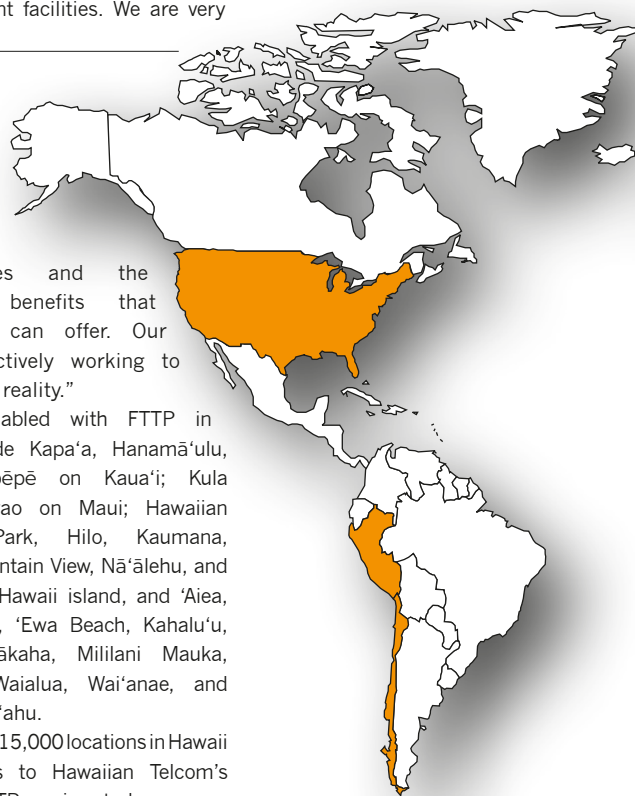 nt facilities. We are very
es and the
benefits that
can offer. Our
ctively working to
reality.”
abled with FTTP in
de Kapa‘a, Hanamā‘ulu,
pēpē on Kaua‘i; Kula
rao on Maui; Hawaiian
Park, Hilo, Kaumana,
ntain View, Nā‘ālehu, and
Hawaii island, and ‘Aiea,
, ‘Ewa Beach, Kahalu‘u,
ākaha, Mililani Mauka,
Waialua, Wai‘anae, and
‘ahu.
15,000 locations in Hawaii
s to Hawaiian Telcom’s